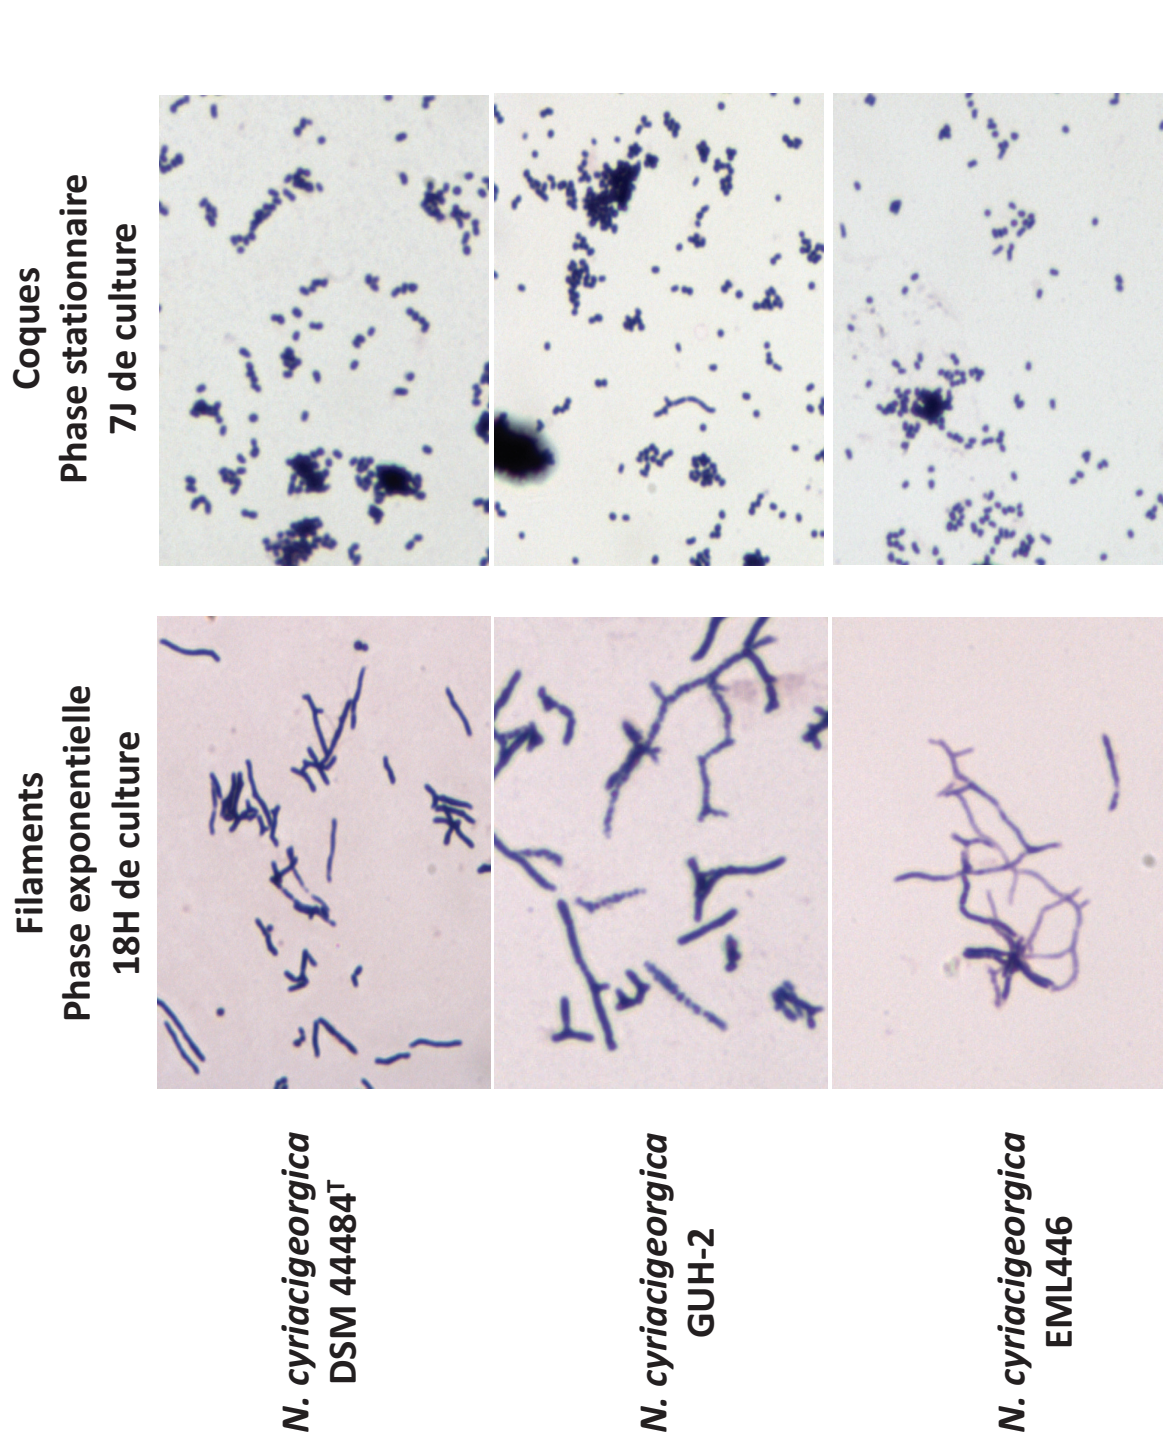 Filaments
Phase exponentielle
18H de culture
Coques
Phase stationnaire
7J de culture
N. cyriacigeorgica
DSM 44484ᵀ
N. cyriacigeorgica
GUH-2
N. cyriacigeorgica
EML446